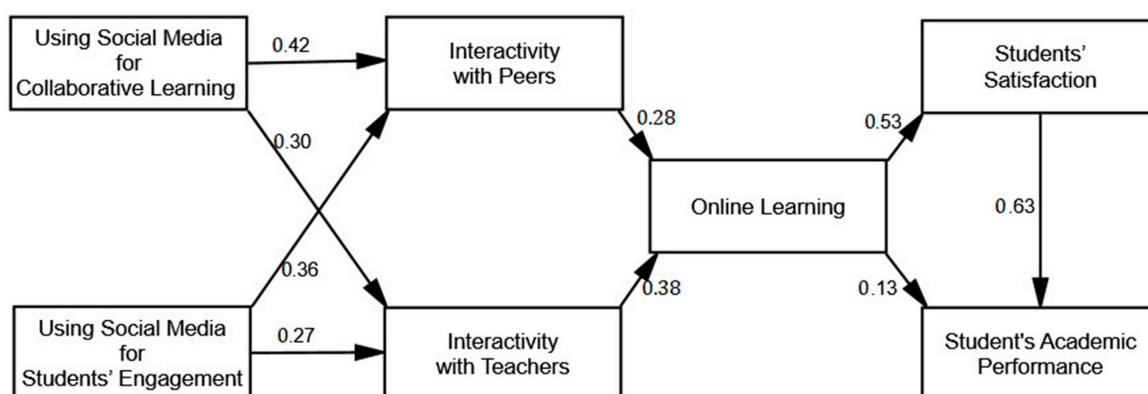 Using Social Media
for
Collaborative Learning
0.42
Interactivity
with Peers
Students'
Satisfaction
0.30
0.28
0.53
Online Learning
0.63
0.36
0.38
0.13
Using Social Media
for
Students' Engagement
0.27
Interactivity
with Teachers
Student's Academic
Performance